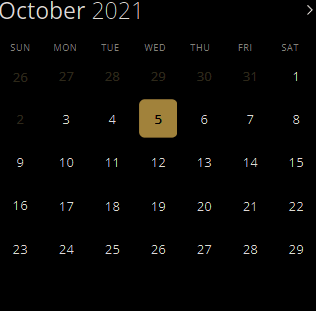 October 2021
SUN MON TUE WED THU FRI SAT
26 27 28 29 30 31 1
2 3 4 5 6 7 8
9 10 11 12 13 14 15
16 17 18 19 20 21 22
23 24 25 26 27 28 29